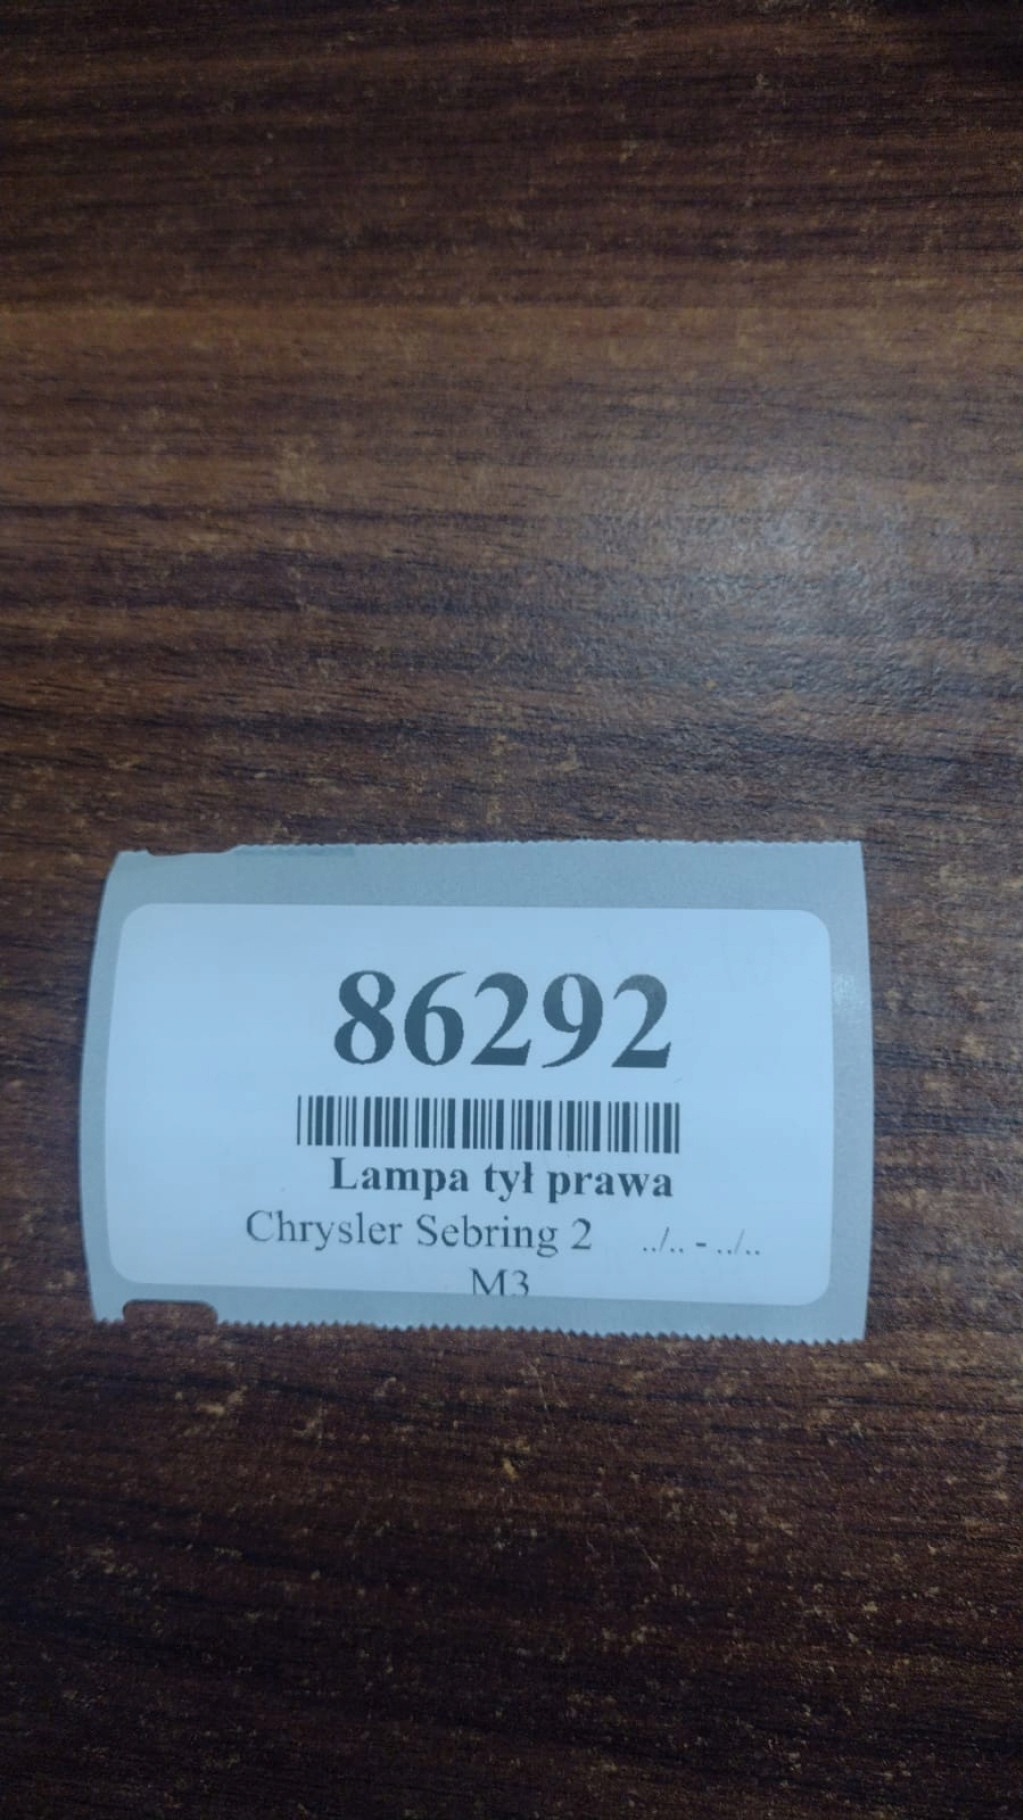 86292
Lampa tył prawa
Chrysler Sebring 2 ../.. - ../..
M3